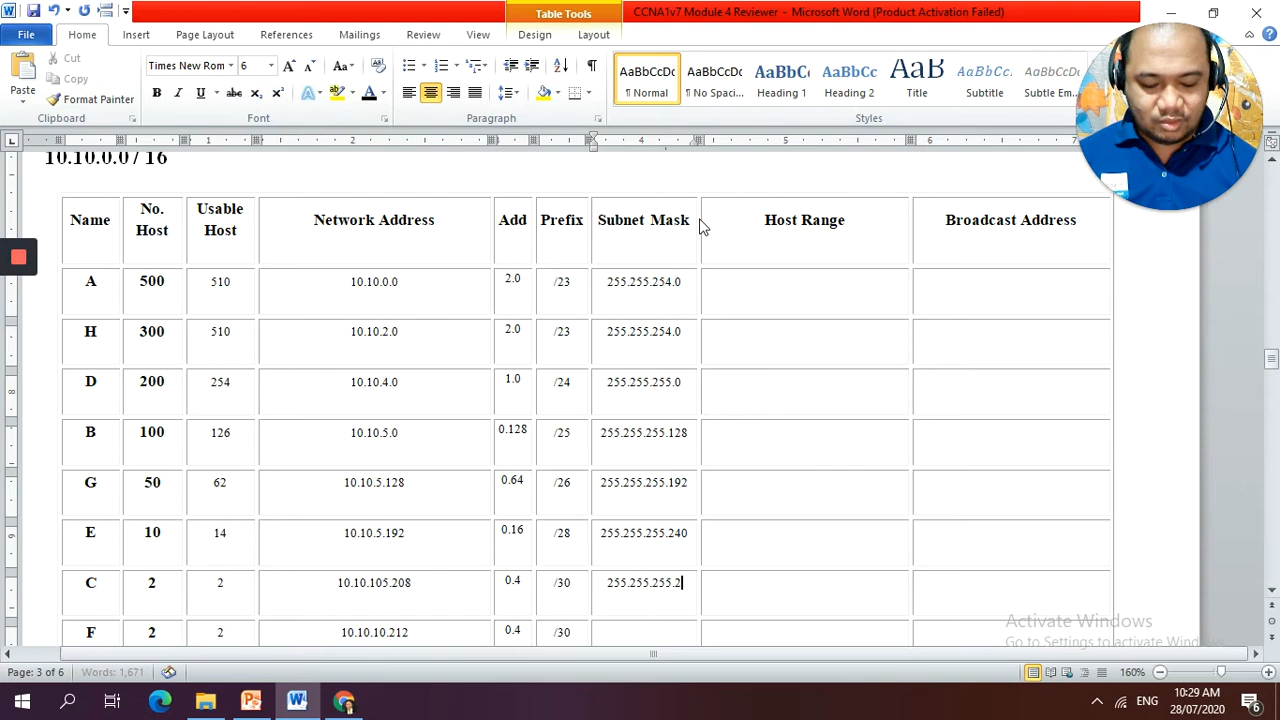 Table Tools
CCNA1v7 Module 4 Reviewer - Microsoft Word (Product Activation Failed)
File Home Insert Page Layout References Mailings Review View Design Layout
Paste
Cut
Copy
Format Painter
Clipboard
Times New Rom 6
Font
Paragraph
AaBbCcDc AaBbCcDc AaBbC AaBbCc AaB AaBbCcL AaBbCcDc
¶ Normal ¶ No Spaci... Heading 1 Heading 2 Title Subtitle Subtle Em...
Styles
1 2 3 4 5 6 7
10.10.0.0 / 16
Name No. Host Usable Host Network Address Add Prefix Subnet Mask Host Range Broadcast Address
A 500 510 10.10.0.0 2.0 /23 255.255.254.0
H 300 510 10.10.2.0 2.0 /23 255.255.254.0
D 200 254 10.10.4.0 1.0 /24 255.255.255.0
B 100 126 10.10.5.0 0.128 /25 255.255.255.128
G 50 62 10.10.5.128 0.64 /26 255.255.255.192
E 10 14 10.10.5.192 0.16 /28 255.255.255.240
C 2 2 10.10.105.208 0.4 /30 255.255.255.2
F 2 2 10.10.10.212 0.4 /30
Activate Windows
Go to Settings to activate Windows
Page: 3 of 6 Words: 1,671 160%
ENG 10:29 AM
28/07/2020
6